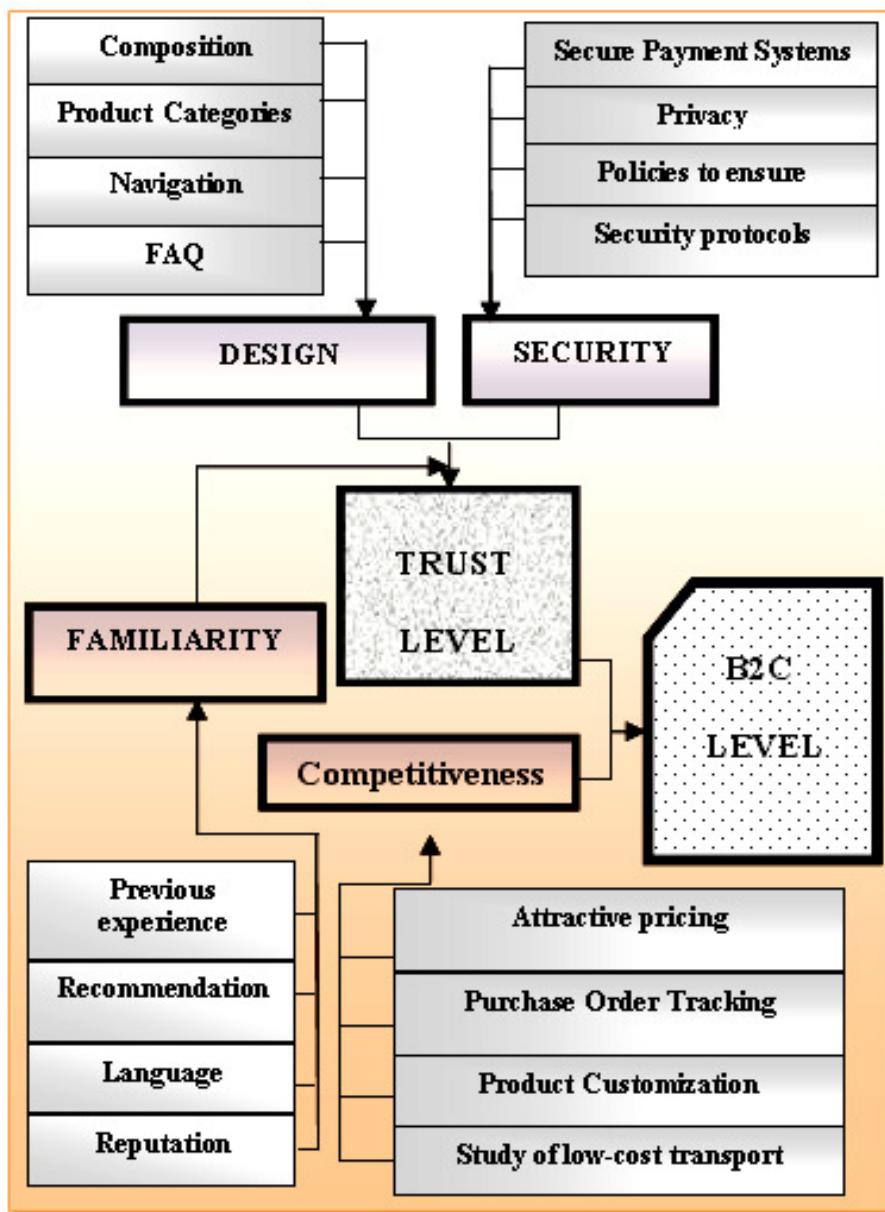 Composition
Product Categories
Navigation
FAQ
Secure Payment Systems
Privacy
Policies to ensure
Security protocols
DESIGN
SECURITY
TRUST
LEVEL
FAMILIARITY
B2C
LEVEL
Competitiveness
Previous
experience
Recommendation
Language
Reputation
Attractive pricing
Purchase Order Tracking
Product Customization
Study of low-cost transport